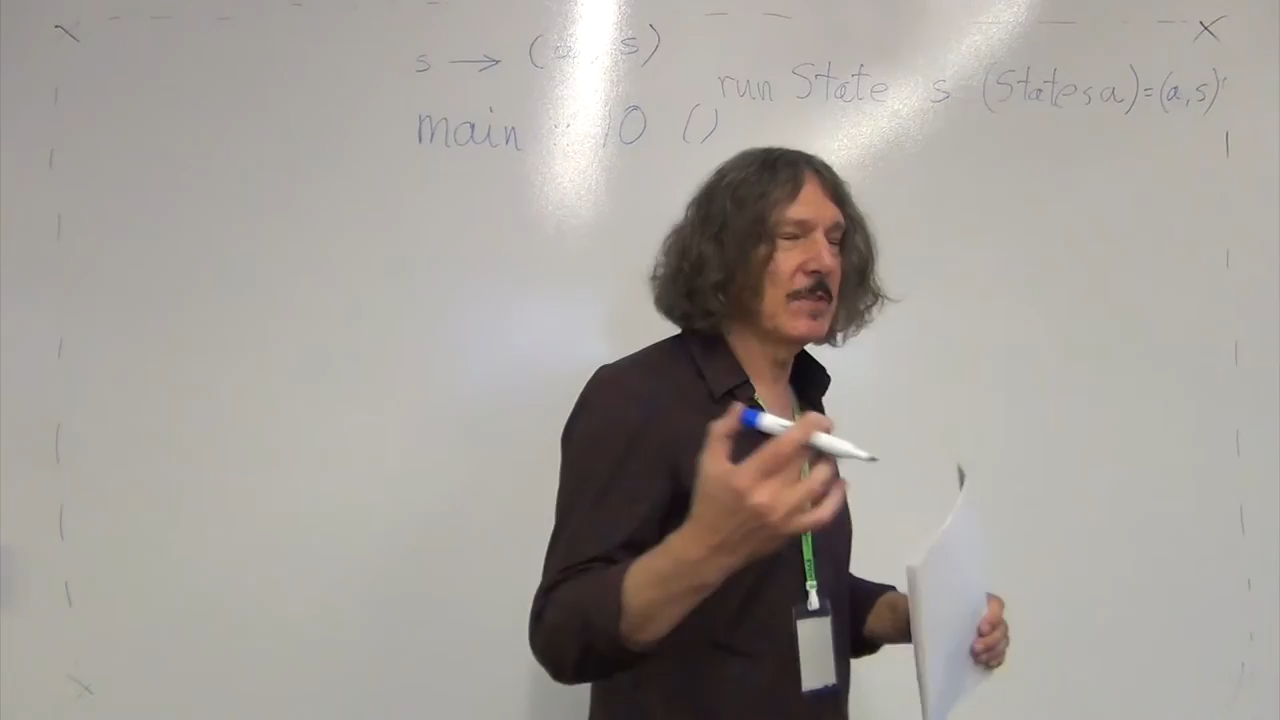 s → (a, s)
run State s (State s a) = (a, s)
main :: IO ()